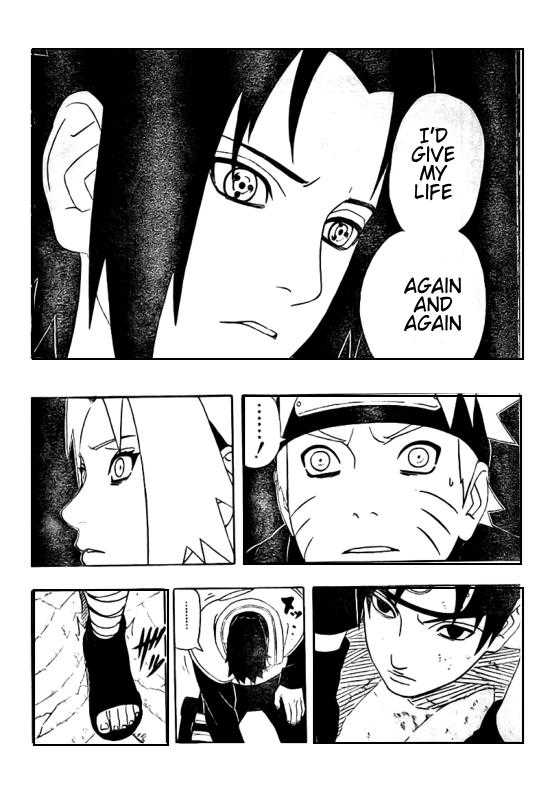 I'D
GIVE
MY
LIFE
AGAIN
AND
AGAIN
......!
.........